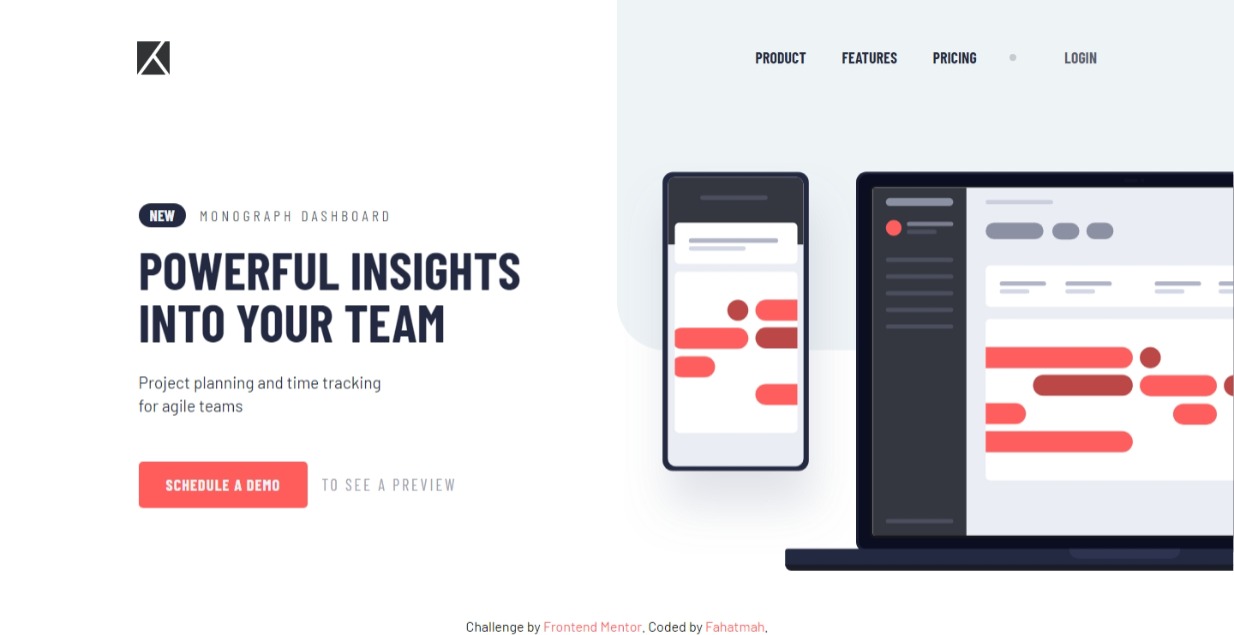 PRODUCT FEATURES PRICING LOGIN
NEW MONOGRAPH DASHBOARD
POWERFUL INSIGHTS
INTO YOUR TEAM
Project planning and time tracking
for agile teams
SCHEDULE A DEMO TO SEE A PREVIEW
Challenge by Frontend Mentor. Coded by Fahatmah.